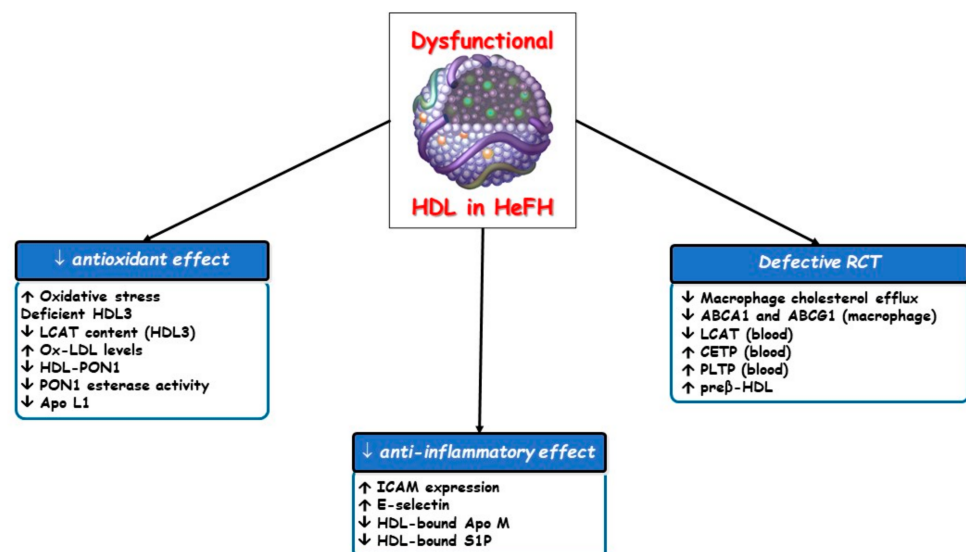 Dysfunctional
HDL in HeFH
↓ antioxidant effect
↑ Oxidative stress
Deficient HDL3
↓ LCAT content (HDL3)
↑ Ox-LDL levels
↓ HDL-PON1
↓ PON1 esterase activity
↓ Apo L1
↓ anti-inflammatory effect
↑ ICAM expression
↑ E-selectin
↓ HDL-bound Apo M
↓ HDL-bound S1P
Defective RCT
↓ Macrophage cholesterol efflux
↓ ABCA1 and ABCG1 (macrophage)
↓ LCAT (blood)
↑ CETP (blood)
↑ PLTP (blood)
↑ preβ-HDL